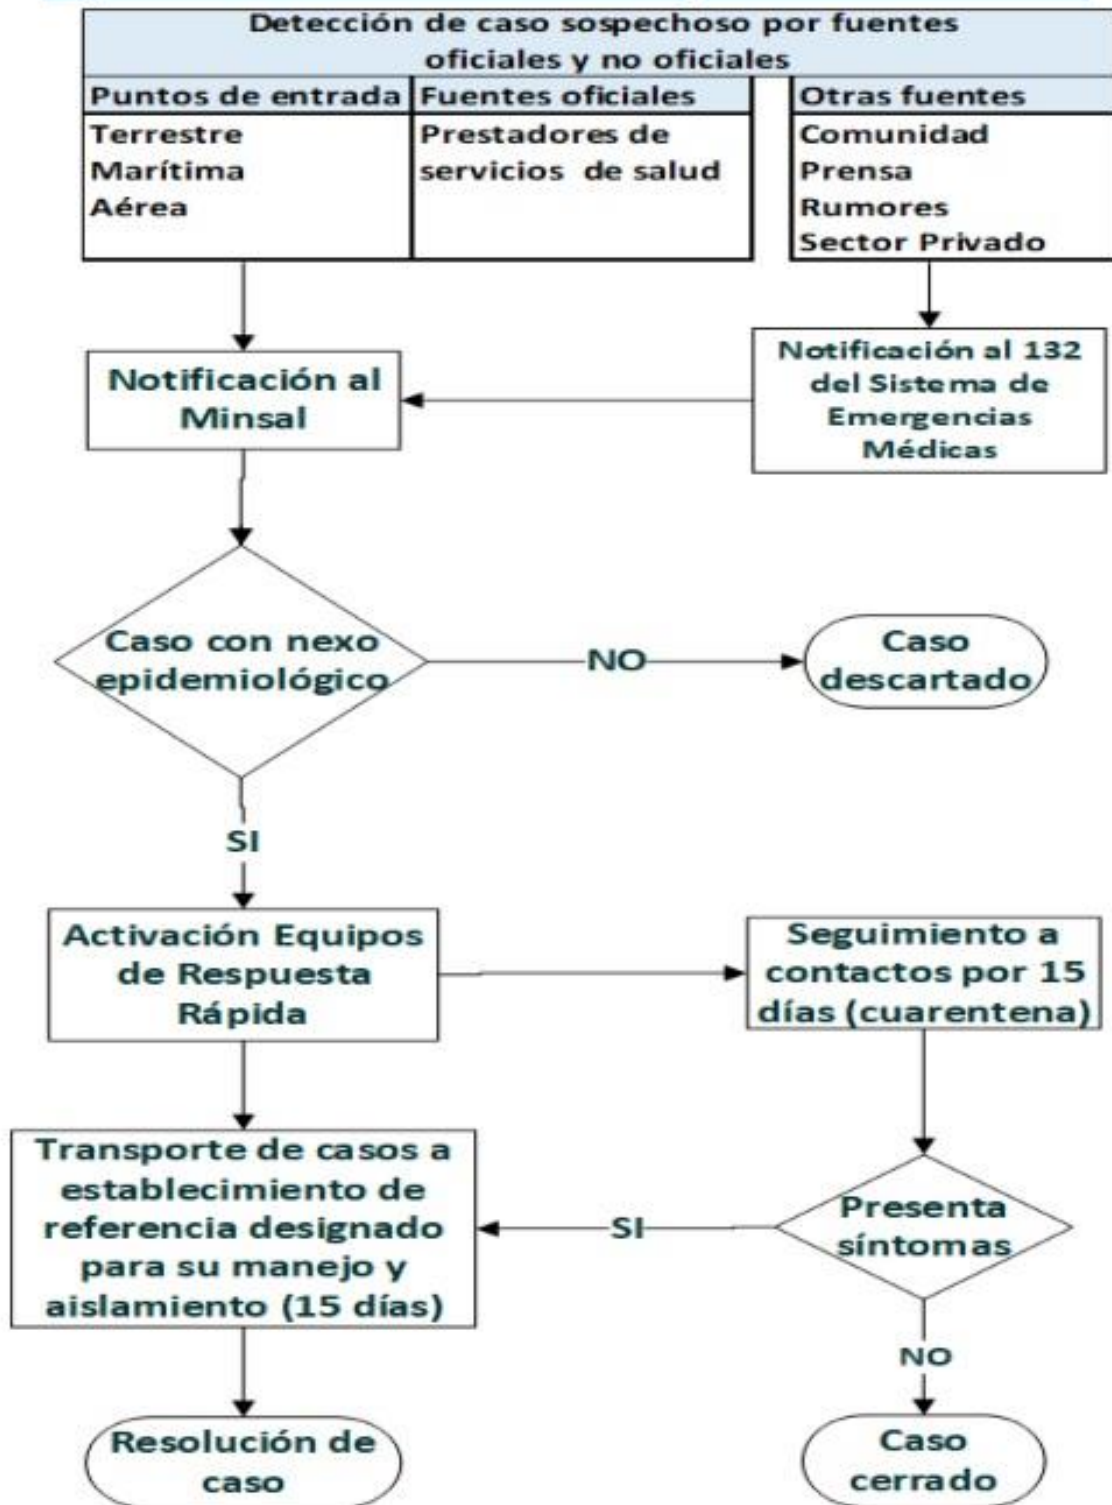 Detección de caso sospechoso por fuentes
oficiales y no oficiales
Puntos de entrada
Fuentes oficiales
Otras fuentes
Terrestre
Marítima
Aérea
Prestadores de
servicios de salud
Comunidad
Prensa
Rumores
Sector Privado
Notificación al
Minsal
Notificación al 132
del Sistema de
Emergencias
Médicas
Caso con nexo
epidemiológico
NO
Caso
descartado
SI
Activación Equipos
de Respuesta
Rápida
Seguimiento a
contactos por 15
días (cuarentena)
Transporte de casos a
establecimiento de
referencia designado
para su manejo y
aislamiento (15 días)
SI
Presenta
síntomas
NO
Resolución de
caso
Caso
cerrado